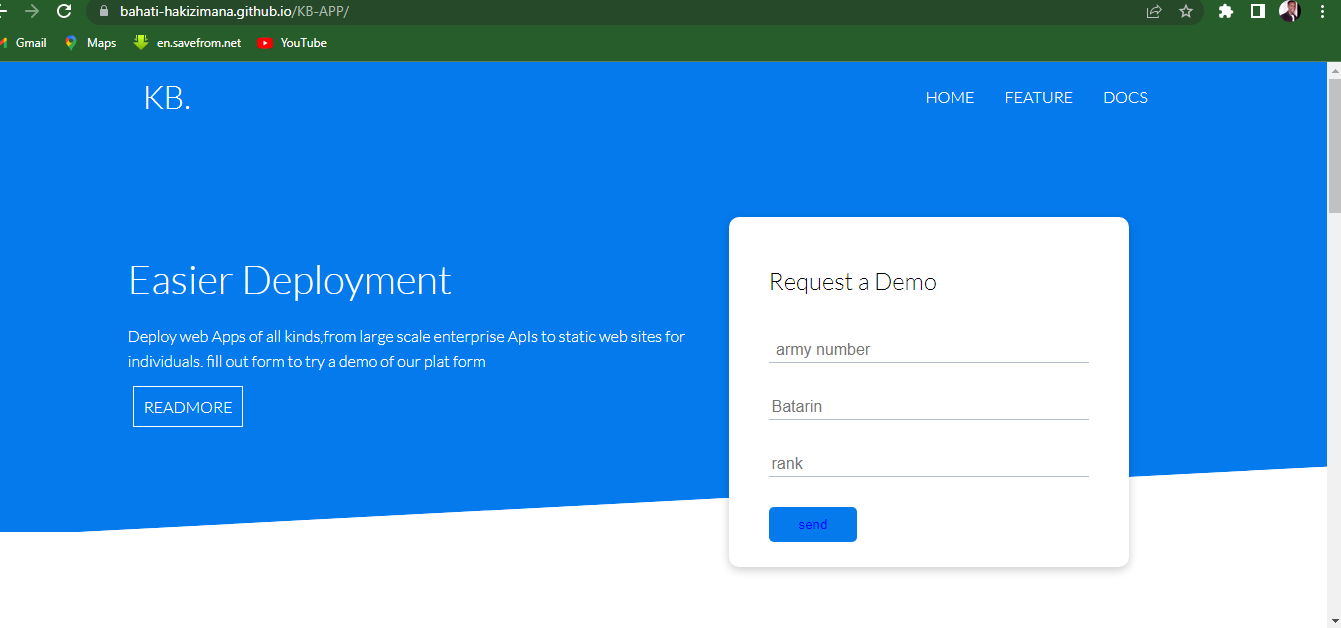 bahati-hakizimana.github.io/KB-APP/
Gmail Maps en.savefrom.net YouTube
KB. HOME FEATURE DOCS
Easier Deployment
Deploy web Apps of all kinds,from large scale enterprise ApIs to static web sites for
individuals. fill out form to try a demo of our plat form
READMORE
Request a Demo
army number
Batarin
rank
send